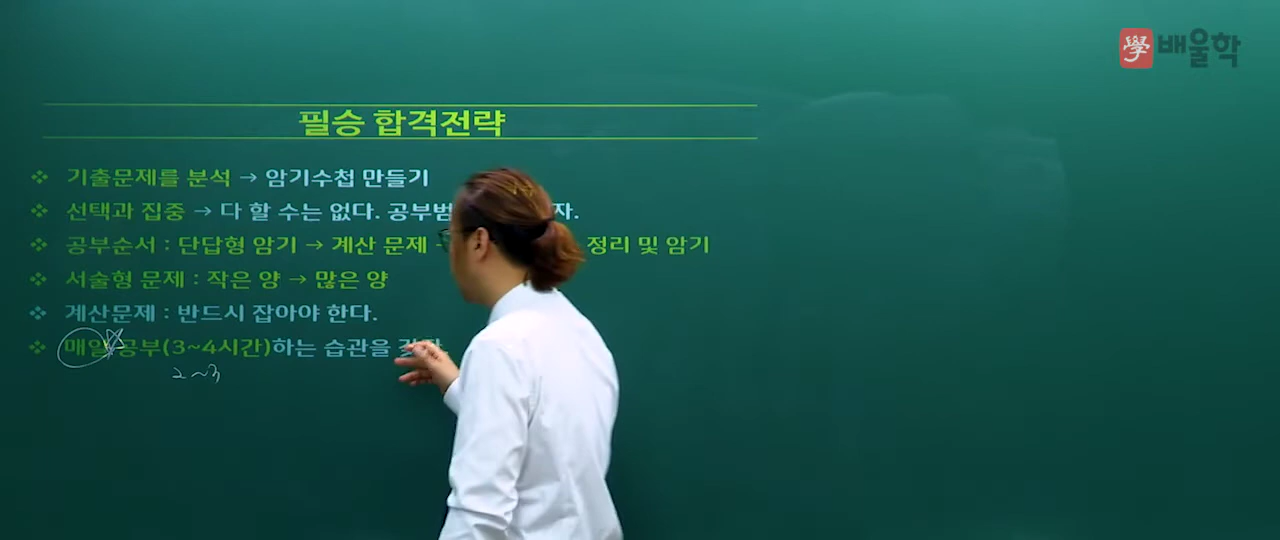 學 배울학
필승 합격전략
❖ 기출문제를 분석 → 암기수첩 만들기
❖ 선택과 집중 → 다 할 수는 없다. 공부범 자.
❖ 공부순서 : 단답형 암기 → 계산 문제 정리 및 암기
❖ 서술형 문제 : 작은 양 → 많은 양
❖ 계산문제 : 반드시 잡아야 한다.
❖ 매일 공부(3~4시간)하는 습관을
2~3